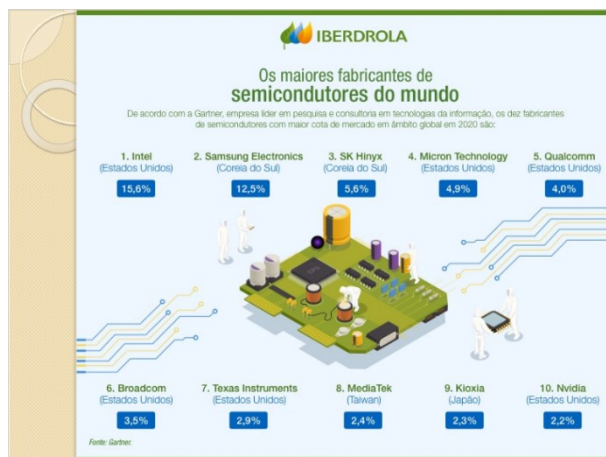 IBERDROLA
Os maiores fabricantes de
semicondutores do mundo
De acordo com a Gartner, empresa líder em pesquisa e consultoria em tecnologias da informação, os dez fabricantes
de semicondutores com maior cota de mercado em âmbito global em 2020 são:
1. Intel
(Estados Unidos)
15,6%
2. Samsung Electronics
(Coreia do Sul)
12,5%
3. SK Hinyx
(Coreia do Sul)
5,6%
4. Micron Technology
(Estados Unidos)
4,9%
5. Qualcomm
(Estados Unidos)
4,0%
6. Broadcom
(Estados Unidos)
3,5%
7. Texas Instruments
(Estados Unidos)
2,9%
8. MediaTek
(Taiwan)
2,4%
9. Kioxia
(Japão)
2,3%
10. Nvidia
(Estados Unidos)
2,2%
Fonte: Gartner.